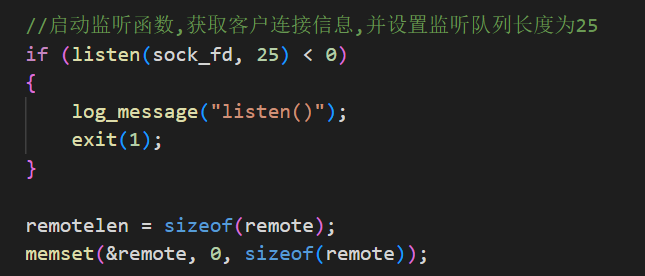 //启动监听函数,获取客户连接信息,并设置监听队列长度为25
if (listen(sock_fd, 25) < 0)
{
    log_message("listen()");
    exit(1);
}

remotelen = sizeof(remote);
memset(&remote, 0, sizeof(remote));